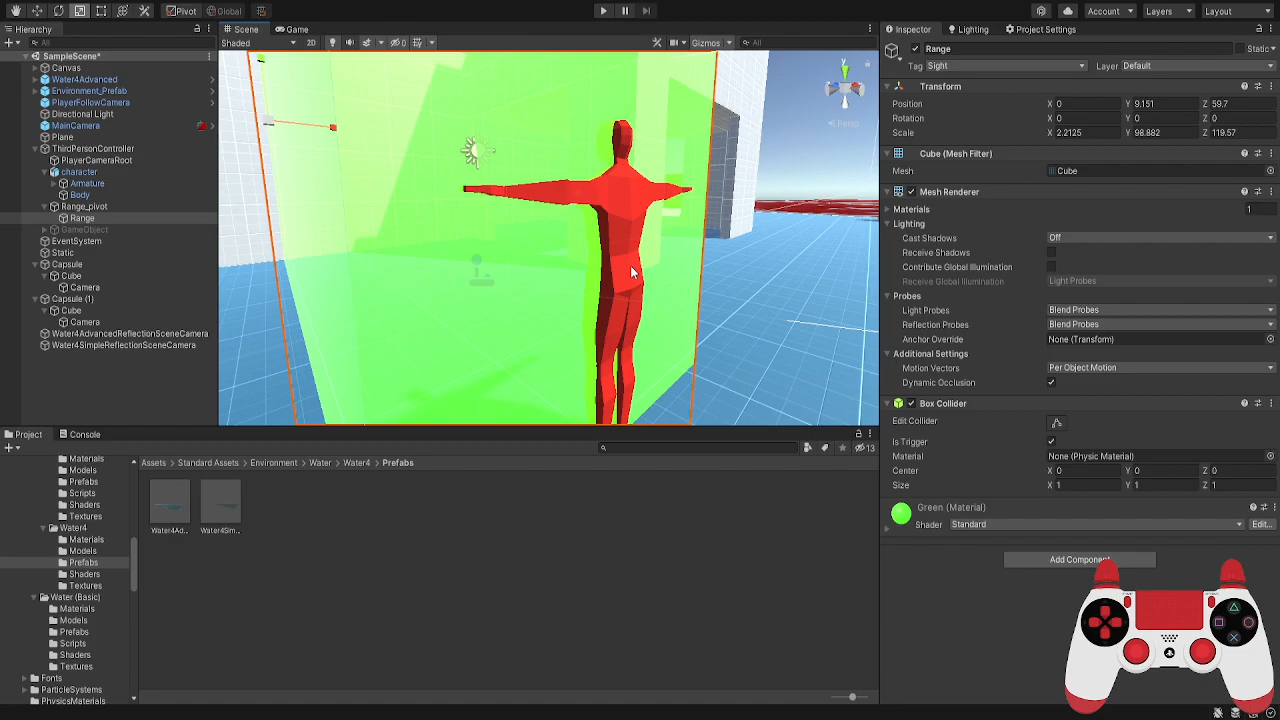 Pivot
Global
Account
Layers
Layout
Hierarchy
All
SampleScene*
Canvas
Water4Advanced
Environment_Prefab
PlayerFollowCamera
Directional Light
MainCamera
Plane
ThirdPersonController
PlayerCameraRoot
character
Armature
Body
Range_pivot
Range
GameObject
EventSystem
Static
Capsule
Cube
Camera
Capsule (1)
Cube
Camera
Water4AdvancedReflectionSceneCamera
Water4SimpleReflectionSceneCamera
Scene
Game
Shaded
2D
0
Gizmos
All
y
Persp
Inspector
Lighting
Project Settings
Range
Static
Tag Sight
Layer Default
Transform
Position X 0 Y 9.151 Z 59.7
Rotation X 0 Y 0 Z 0
Scale X 2.2125 Y 98.882 Z 119.57
Cube (Mesh Filter)
Mesh Cube
Mesh Renderer
Materials 1
Lighting
Cast Shadows Off
Receive Shadows
Contribute Global Illumination
Receive Global Illumination Light Probes
Probes
Light Probes Blend Probes
Reflection Probes Blend Probes
Anchor Override None (Transform)
Additional Settings
Motion Vectors Per Object Motion
Dynamic Occlusion
Box Collider
Edit Collider
Is Trigger
Material None (Physic Material)
Center X 0 Y 0 Z 0
Size X 1 Y 1 Z 1
Green (Material)
Shader Standard Edit...
Add Component
Project
Console
13
Materials
Models
Prefabs
Scripts
Shaders
Textures
Water4
Materials
Models
Prefabs
Shaders
Textures
Water (Basic)
Materials
Models
Prefabs
Scripts
Shaders
Textures
Fonts
ParticleSystems
PhysicsMaterials
Assets > Standard Assets > Environment > Water > Water4 > Prefabs
Water4Ad...
Water4Sim...